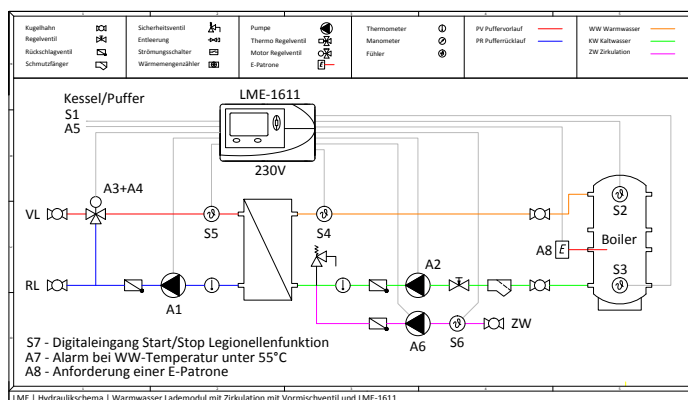 Kugelhahn
Regelventil
Rückschlagventil
Schmutzfänger
Sicherheitsventil
Entleerung
Strömungsschalter
Wärmemengenzähler
Pumpe
Thermo Regelventil
Motor Regelventil
E-Patrone
E
Thermometer
Manometer
Fühler
PV Puffervorlauf
PR Pufferrücklauf
WW Warmwasser
KW Kaltwasser
ZW Zirkulation
Kessel/Puffer
S1
A5
LME-1611
230V
A3+A4
VL
S5
S4
S2
Boiler
A8
E
S3
RL
A1
A2
A6
S6
ZW
S7 - Digitaleingang Start/Stop Legionellenfunktion
A7 - Alarm bei WW-Temperatur unter 55°C
A8 - Anforderung einer E-Patrone
LME | Hydraulikschema | Warmwasser Lademodul mit Zirkulation mit Vormischventil und LME-1611